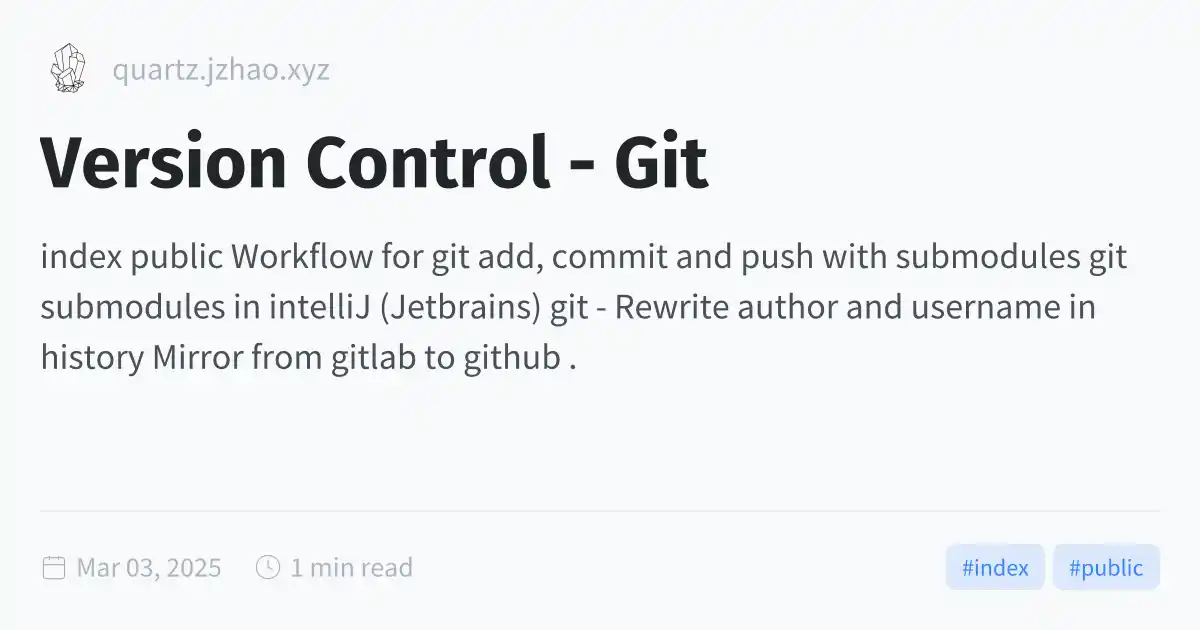 quartz.jzhao.xyz
Version Control - Git
index public Workflow for git add, commit and push with submodules git
submodules in intelliJ (Jetbrains) git - Rewrite author and username in
history Mirror from gitlab to github .
Mar 03, 2025 1 min read #index #public